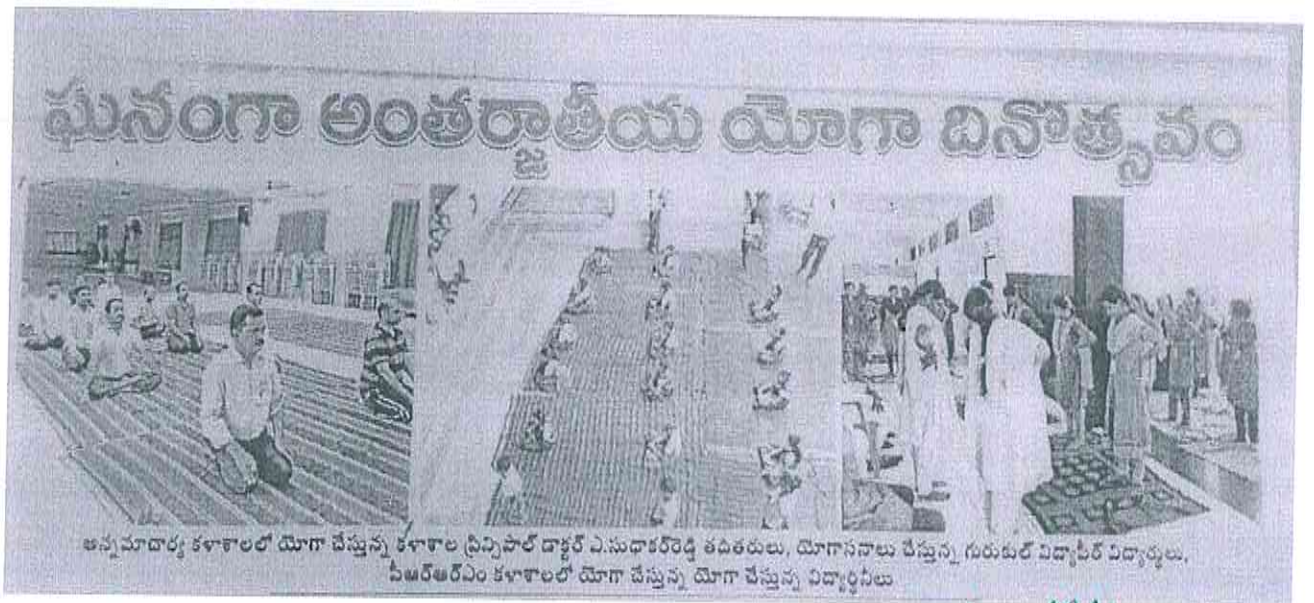 ఘనంగా అంతర్జాతీయ యోగా దినోత్సవం
అన్నమాచార్య కళాశాలలో యోగా చేస్తున్న కళాశాల ప్రిన్సిపాల్ డాక్టర్ ఎ.సుధాకర్‌రెడ్డి తదితరులు, యోగాసనాలు చేస్తున్న గురుకుల్ విద్యాపీఠ్ విద్యార్థులు,
పీఆర్ఆర్ఎం కళాశాలలో యోగా చేస్తున్న యోగా చేస్తున్న విద్యార్థినీలు